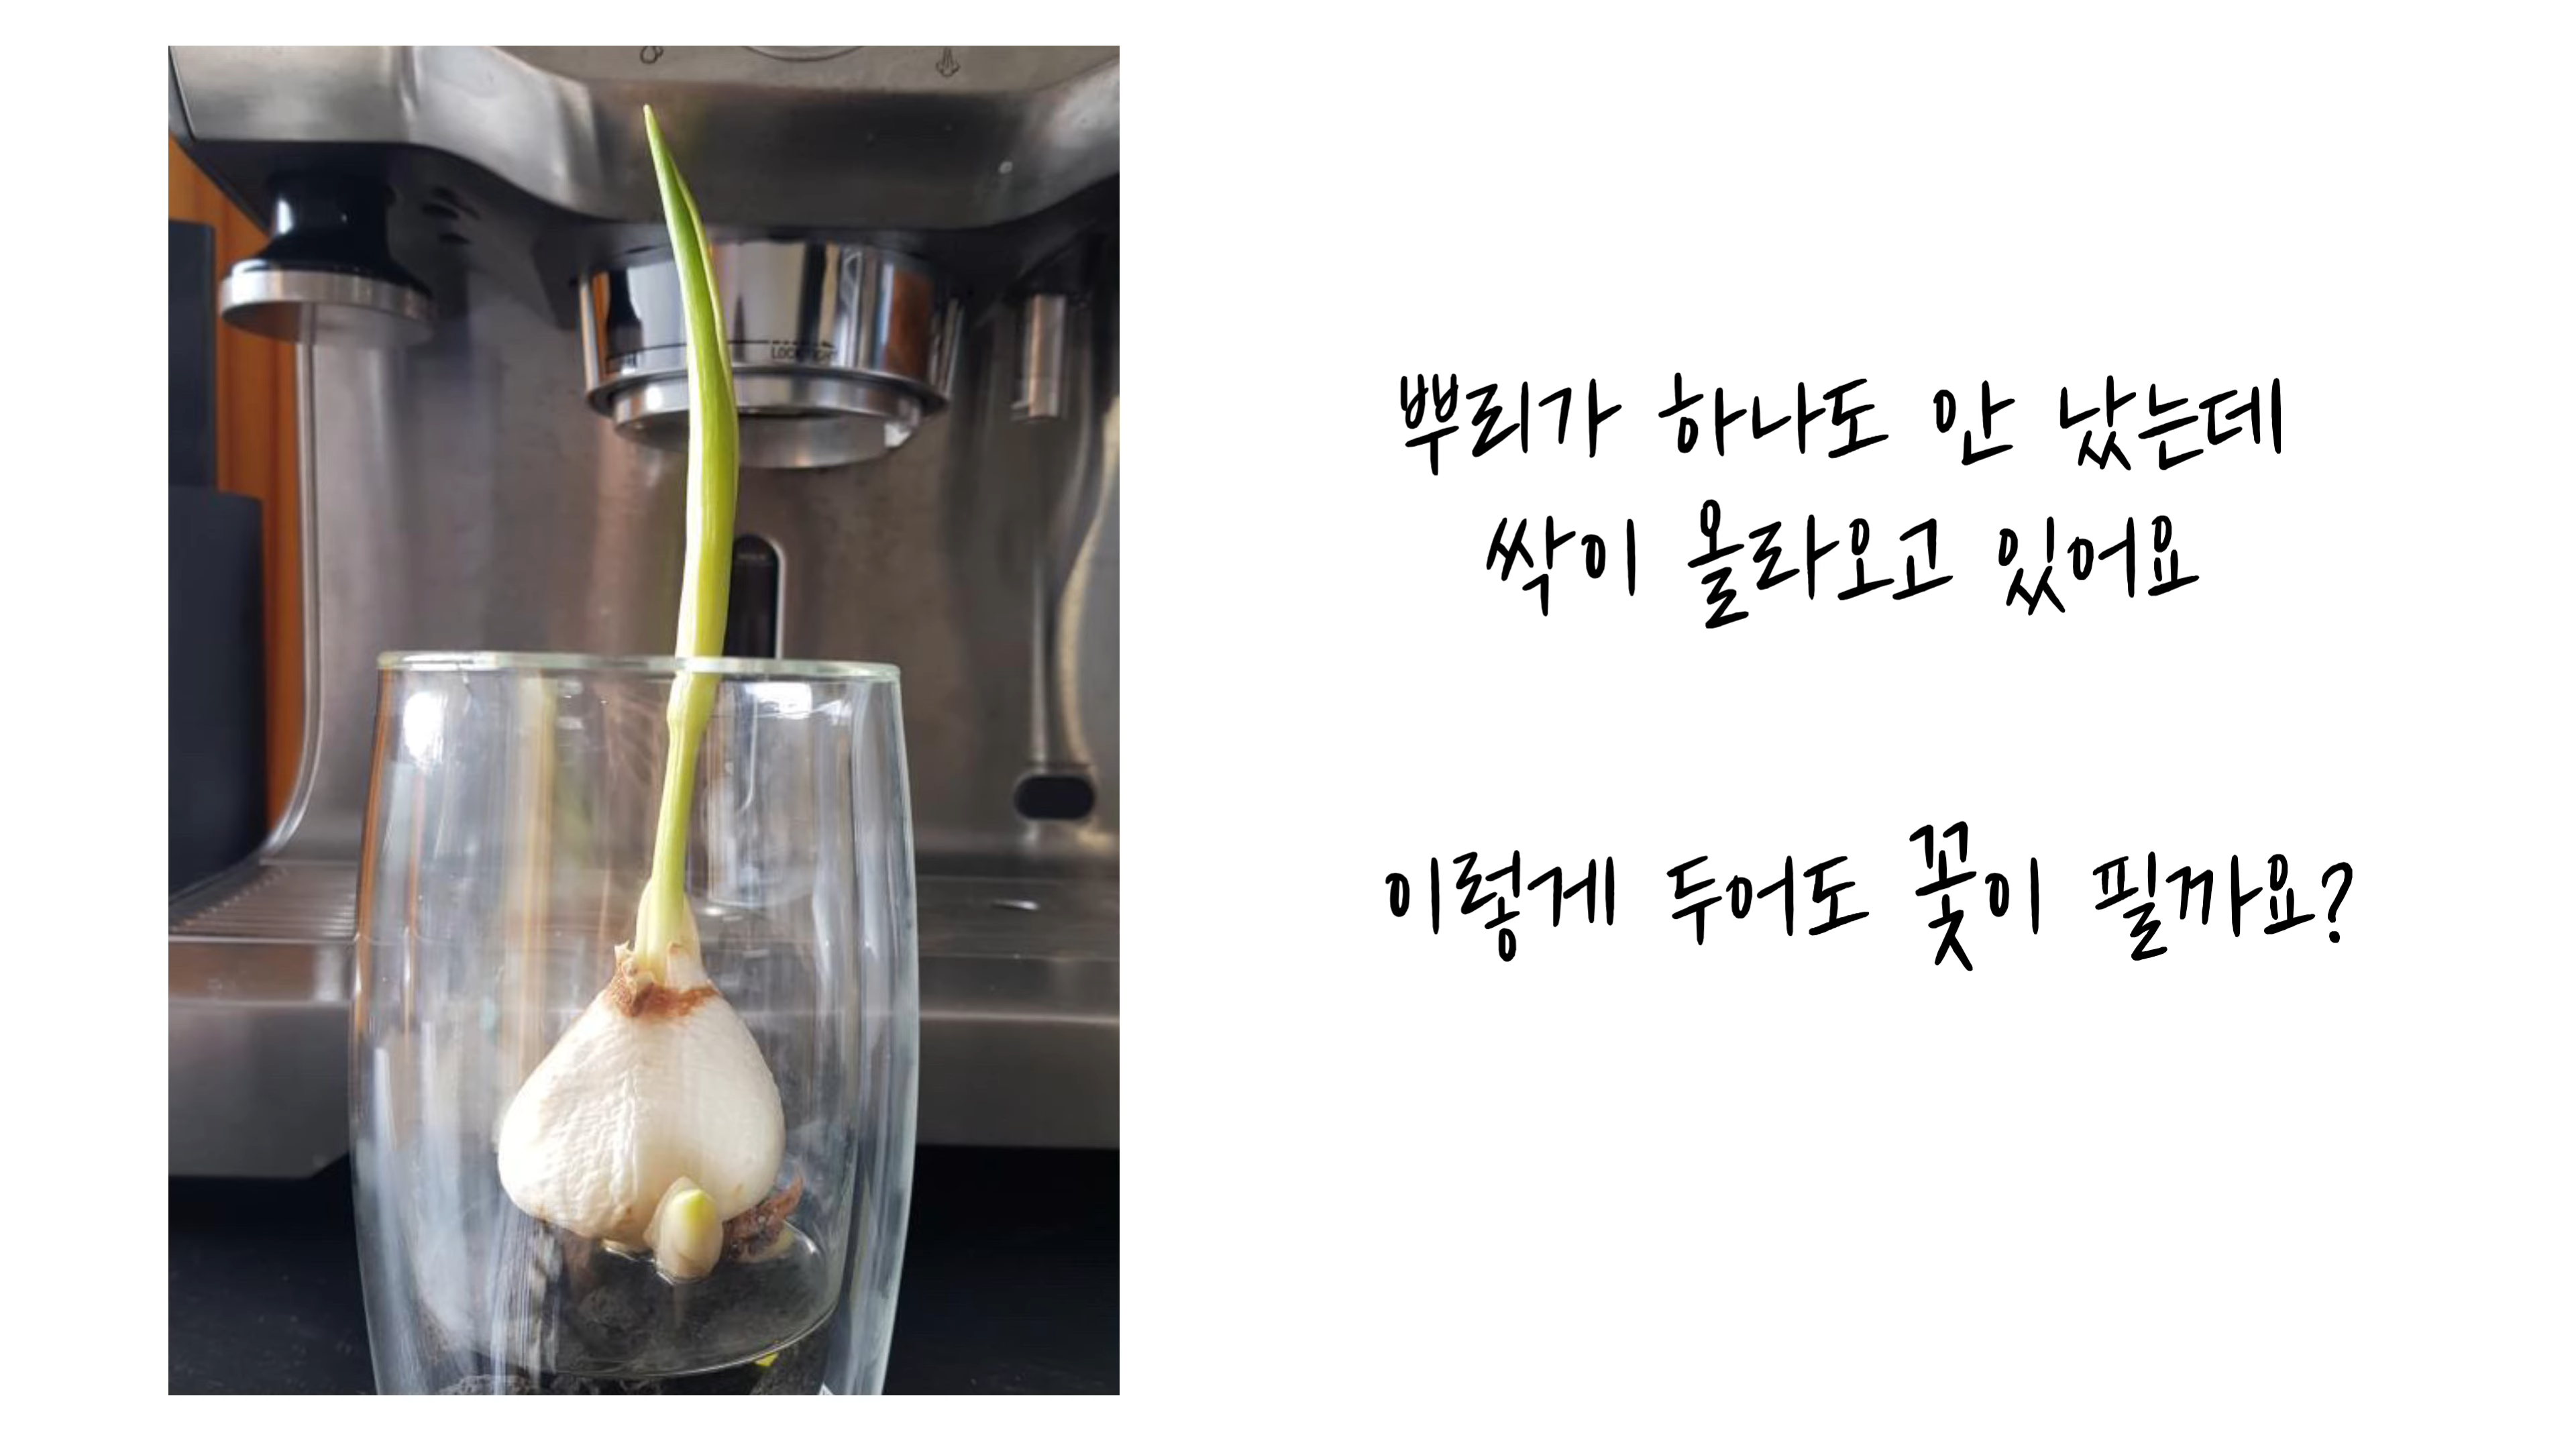 뿌리가 하나도 안 났는데
싹이 올라오고 있어요
이렇게 두어도 꽃이 필까요?